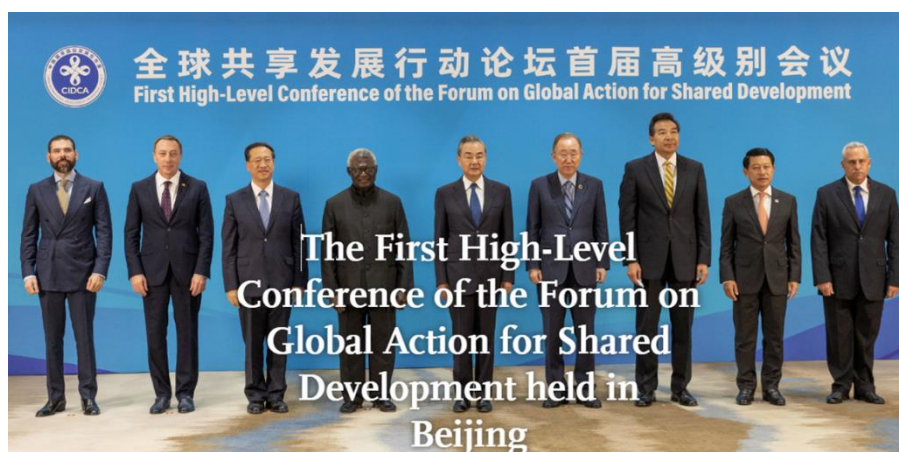 全球共享发展行动论坛首届高级别会议
First High-Level Conference of the Forum on Global Action for Shared Development
CIDCA
The First High-Level
Conference of the Forum on
Global Action for Shared
Development held in
Beijing